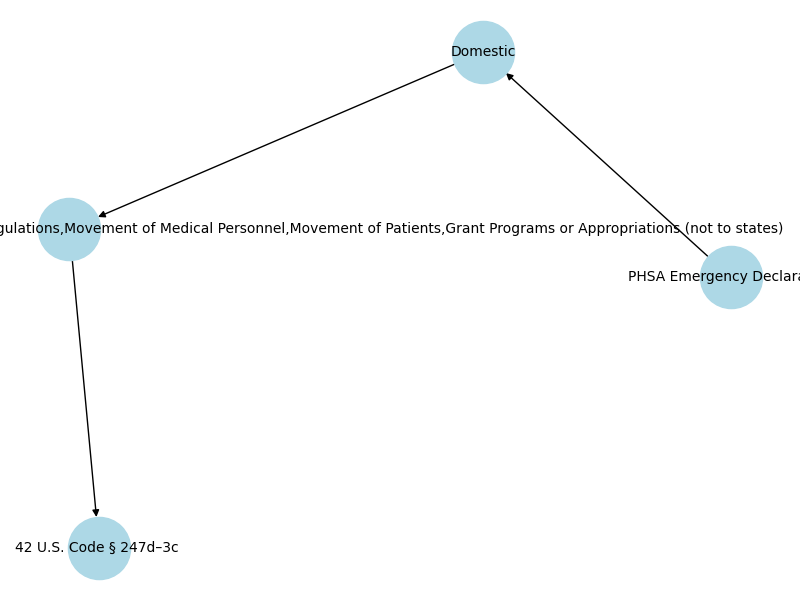 Domestic
gulations,Movement of Medical Personnel,Movement of Patients,Grant Programs or Appropriations (not to states)
PHSA Emergency Declara
42 U.S. Code § 247d–3c